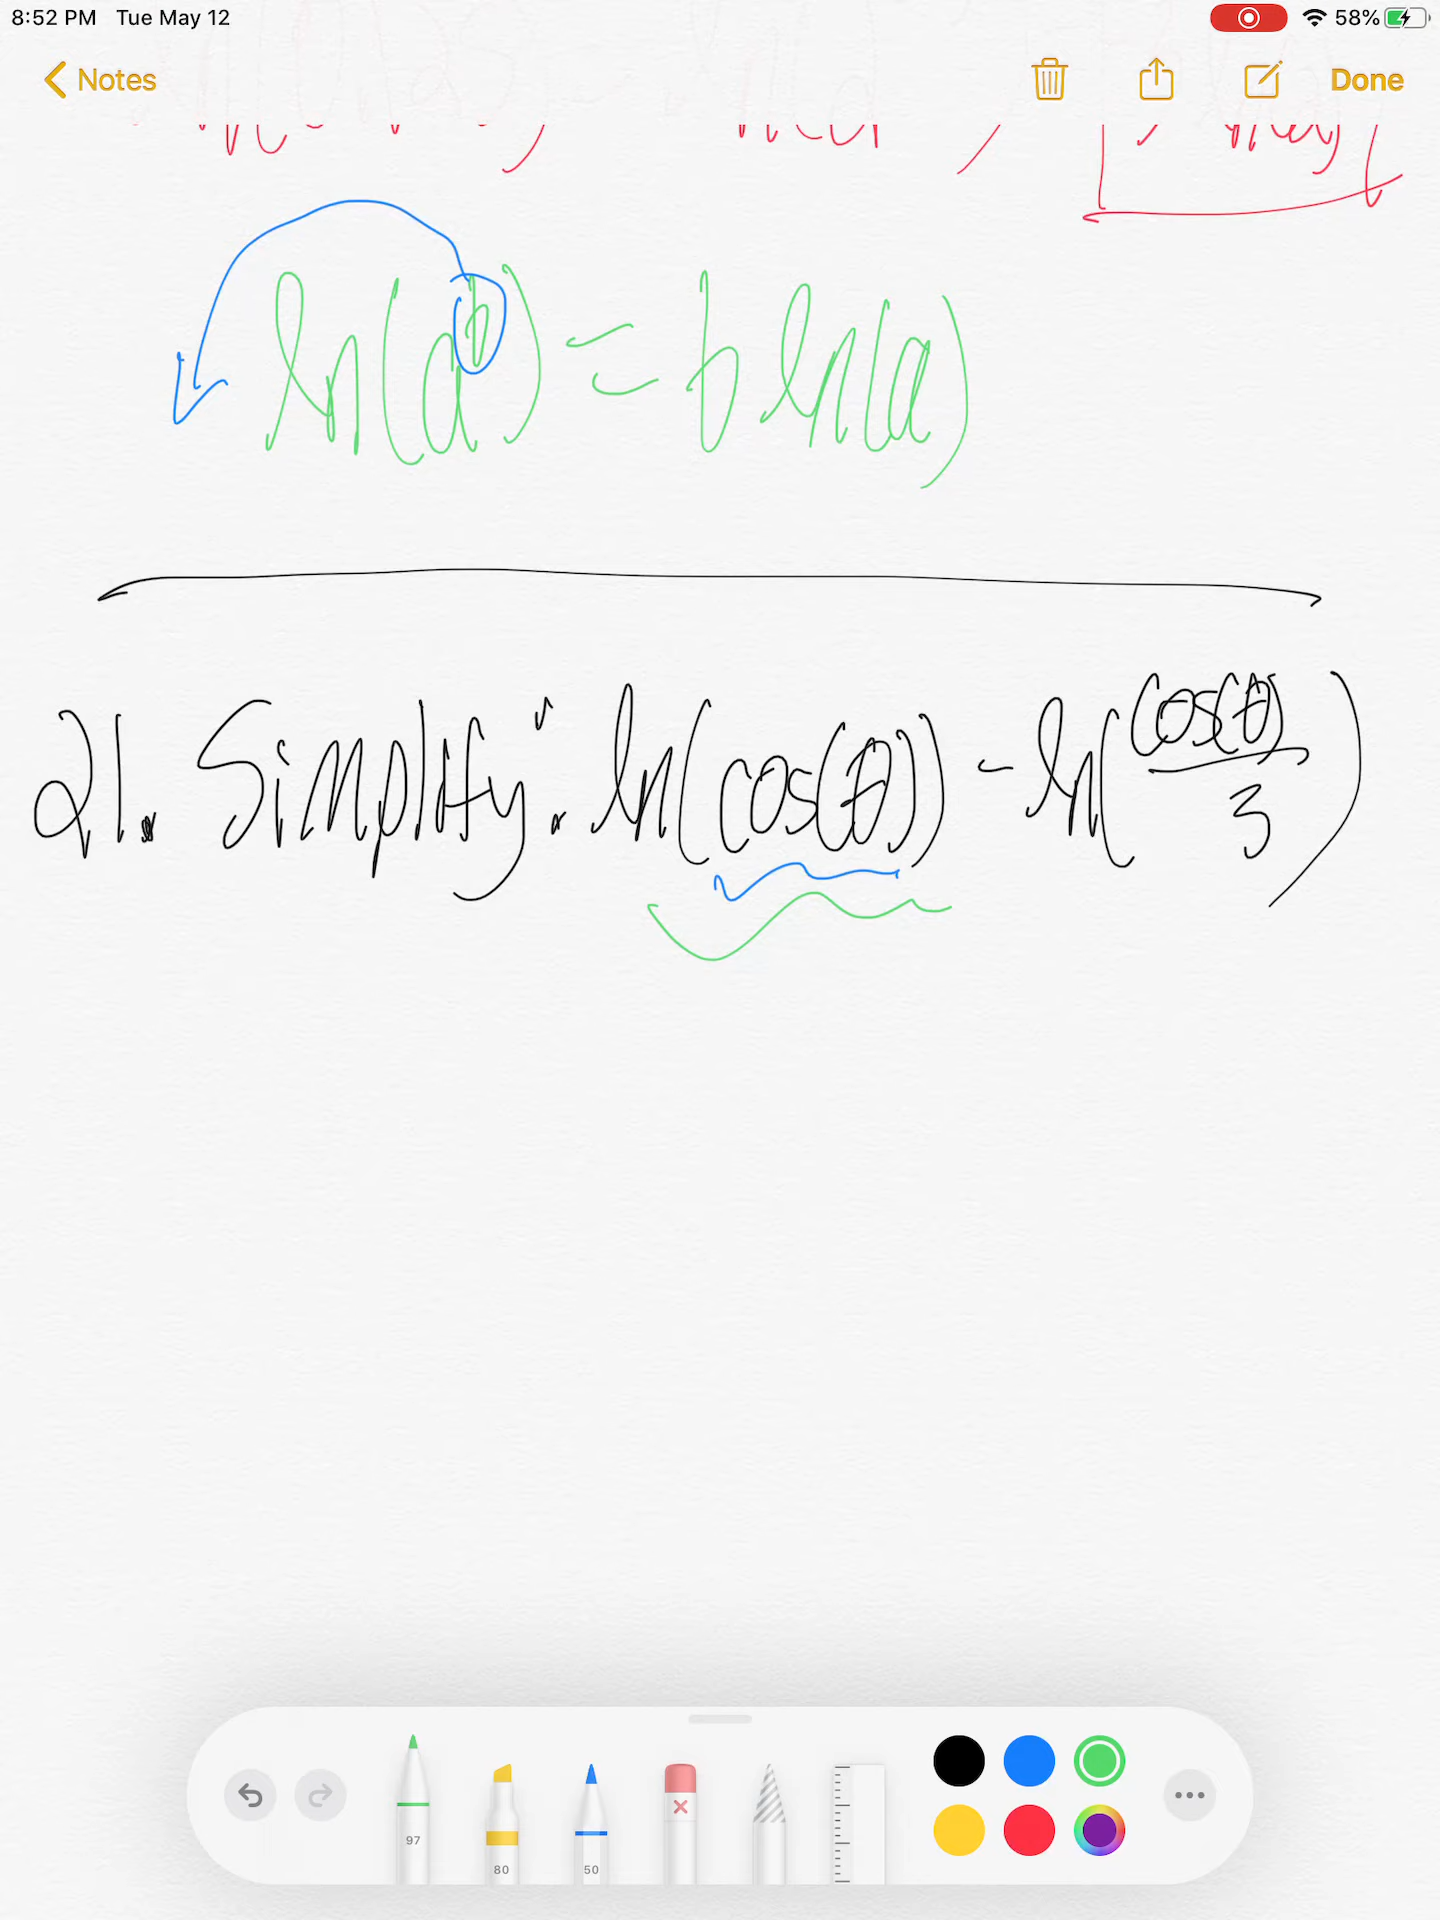 8:52 PM Tue May 12 58%
Notes Done
ln(a^b) = b ln(a)
21. Simplify: ln(cos(θ)) - ln(cos(θ)/3)
97 80 50